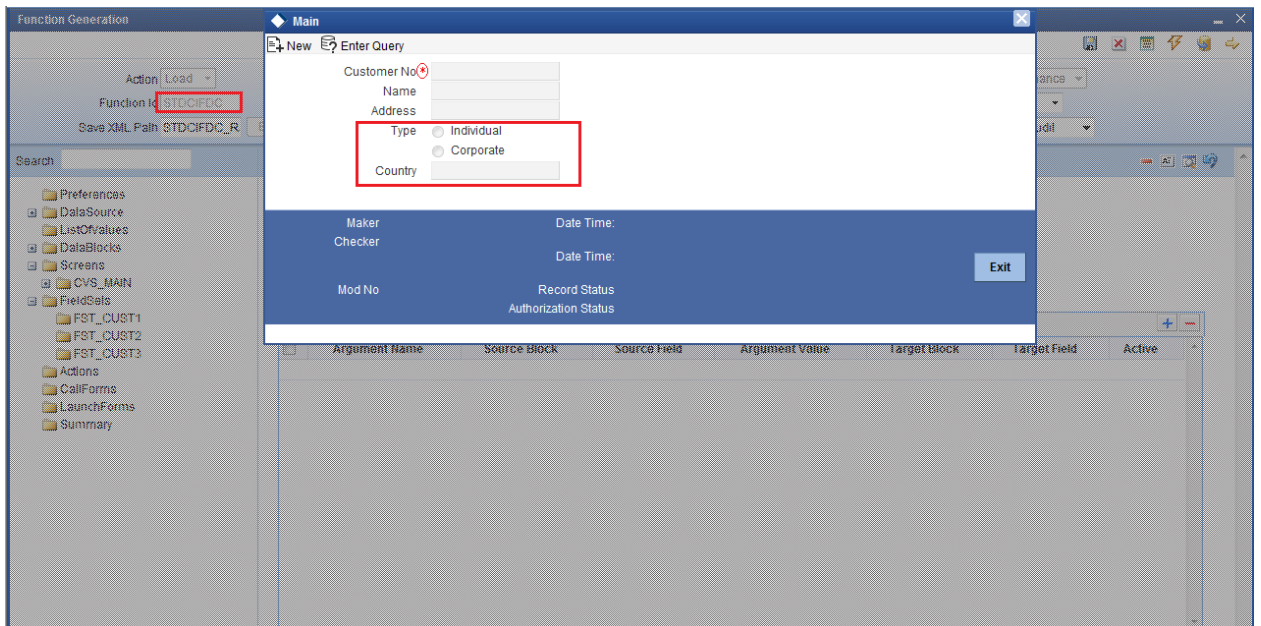 Function Generation
Main
New Enter Query
Action Load
Function Id STDCIFDC
Save XML Path STDCIFDC_R
Customer No
Name
Address
Type Individual
Corporate
Country
Search
Preferences
DataSource
ListOfValues
DataBlocks
Screens
CVS_MAIN
FieldSets
FST_CUST1
FST_CUST2
FST_CUST3
Actions
CallForms
LaunchForms
Summary
Maker Date Time:
Checker
Date Time:
Exit
Mod No Record Status
Authorization Status
Argument Name Source Block Source Field Argument Value Target Block Target Field Active